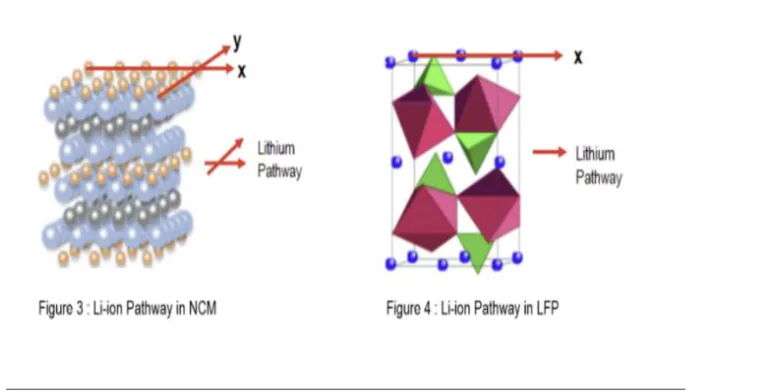 y
x
Lithium
Pathway
Figure 3 : Li-ion Pathway in NCM
x
Lithium
Pathway
Figure 4 : Li-ion Pathway in LFP